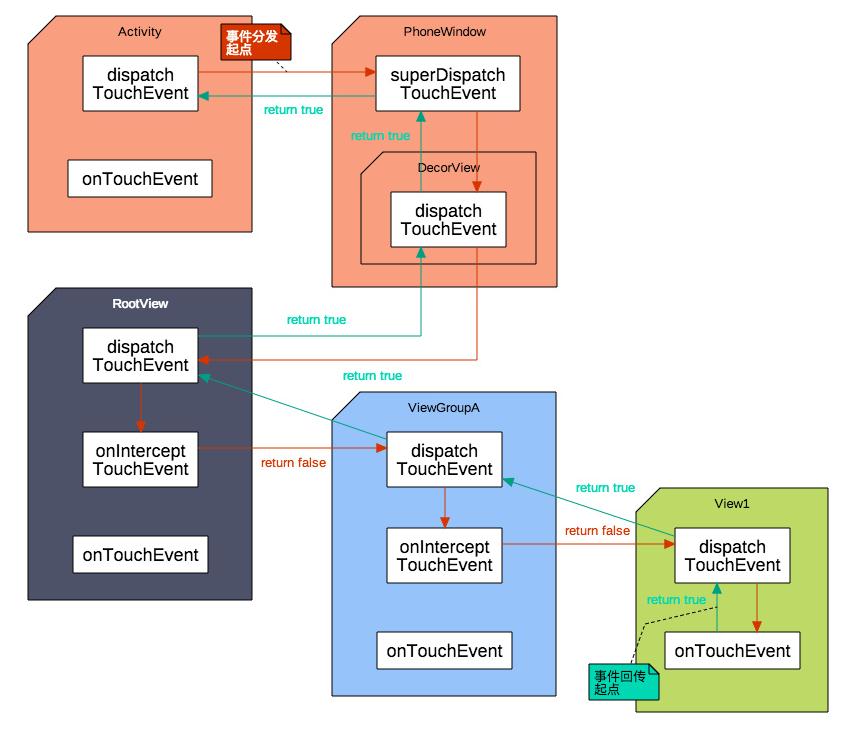 Activity
事件分发
起点
dispatch
TouchEvent
return true
onTouchEvent
PhoneWindow
superDispatch
TouchEvent
return true
DecorView
dispatch
TouchEvent
RootView
dispatch
TouchEvent
return true
return true
onIntercept
TouchEvent
return false
onTouchEvent
ViewGroupA
dispatch
TouchEvent
return true
onIntercept
TouchEvent
return false
onTouchEvent
View1
dispatch
TouchEvent
return true
onTouchEvent
事件回传
起点